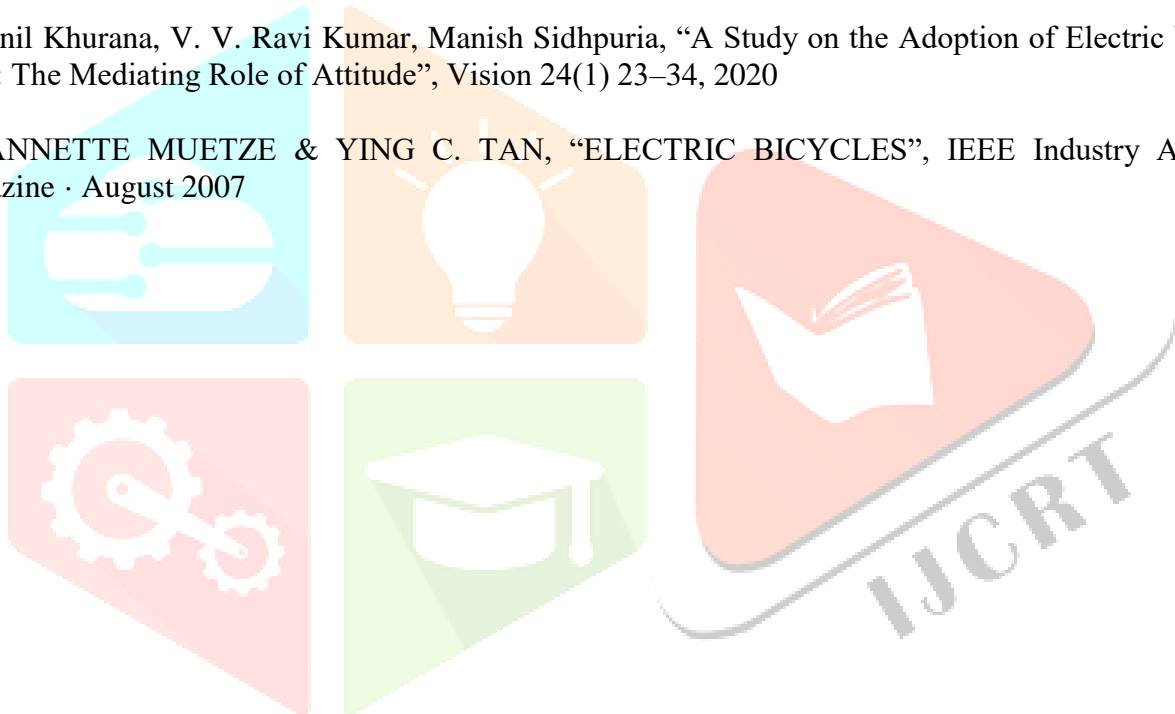 nil Khurana, V. V. Ravi Kumar, Manish Sidhpuria, “A Study on the Adoption of Electric
: The Mediating Role of Attitude”, Vision 24(1) 23–34, 2020
ANNETTE MUETZE & YING C. TAN, “ELECTRIC BICYCLES”, IEEE Industry A
zine · August 2007
IJCRT